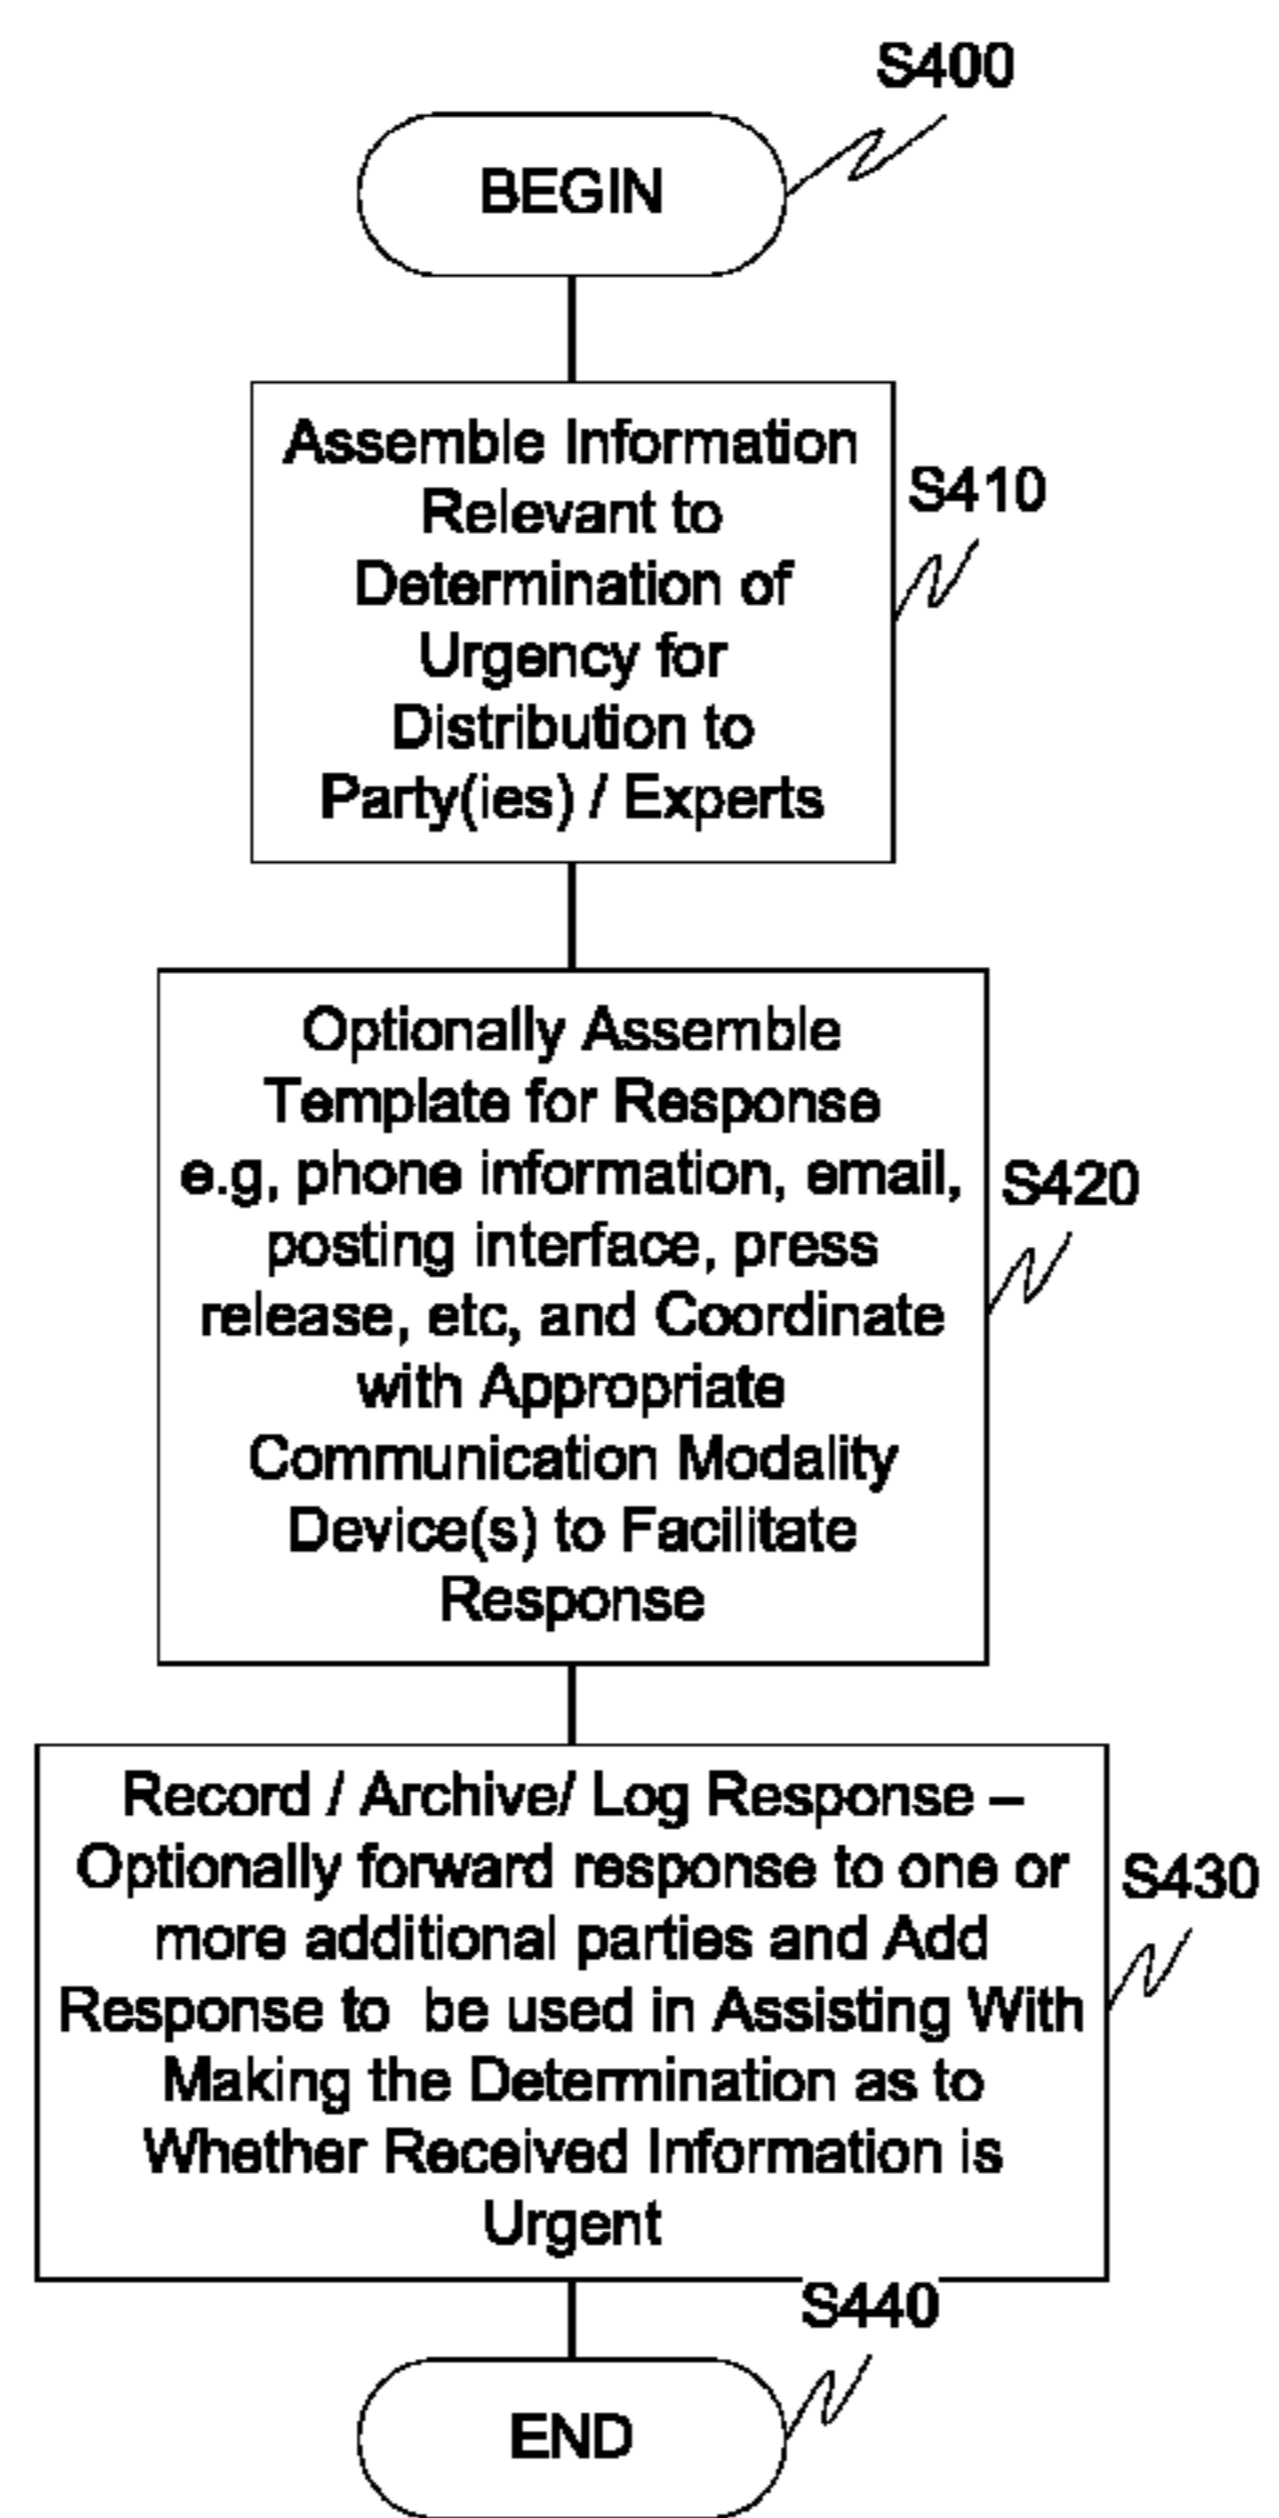 S400
BEGIN
Assemble Information
Relevant to
Determination of
Urgency for
Distribution to
Party(ies) / Experts
S410
Optionally Assemble
Template for Response
e.g, phone information, email,
posting interface, press
release, etc, and Coordinate
with Appropriate
Communication Modality
Device(s) to Facilitate
Response
S420
Record / Archive/ Log Response –
Optionally forward response to one or
more additional parties and Add
Response to be used in Assisting With
Making the Determination as to
Whether Received Information is
Urgent
S430
S440
END